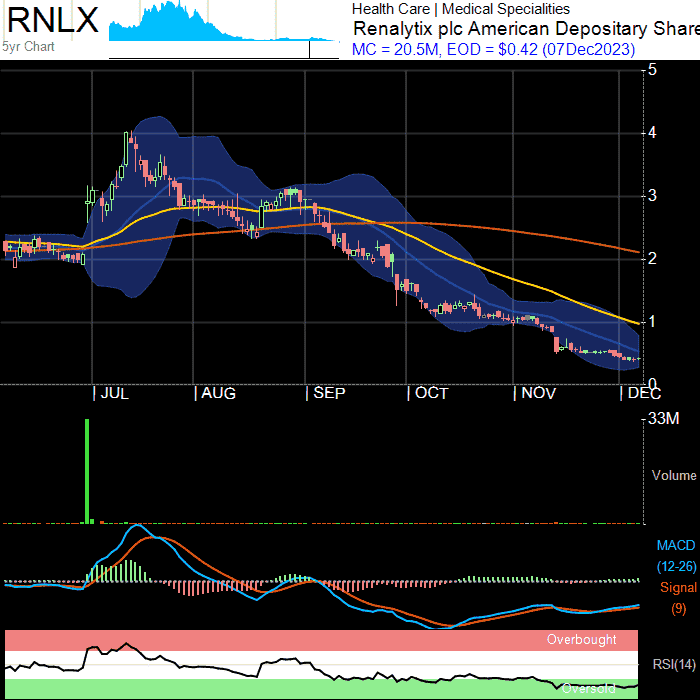 RNLX
5yr Chart
Health Care | Medical Specialities
Renalytix plc American Depositary Share
MC = 20.5M, EOD = $0.42 (07Dec2023)
5
4
3
2
1
0
| JUL | AUG | SEP | OCT | NOV | DEC
33M
Volume
MACD
(12-26)
Signal
(9)
Overbought
RSI(14)
Oversold